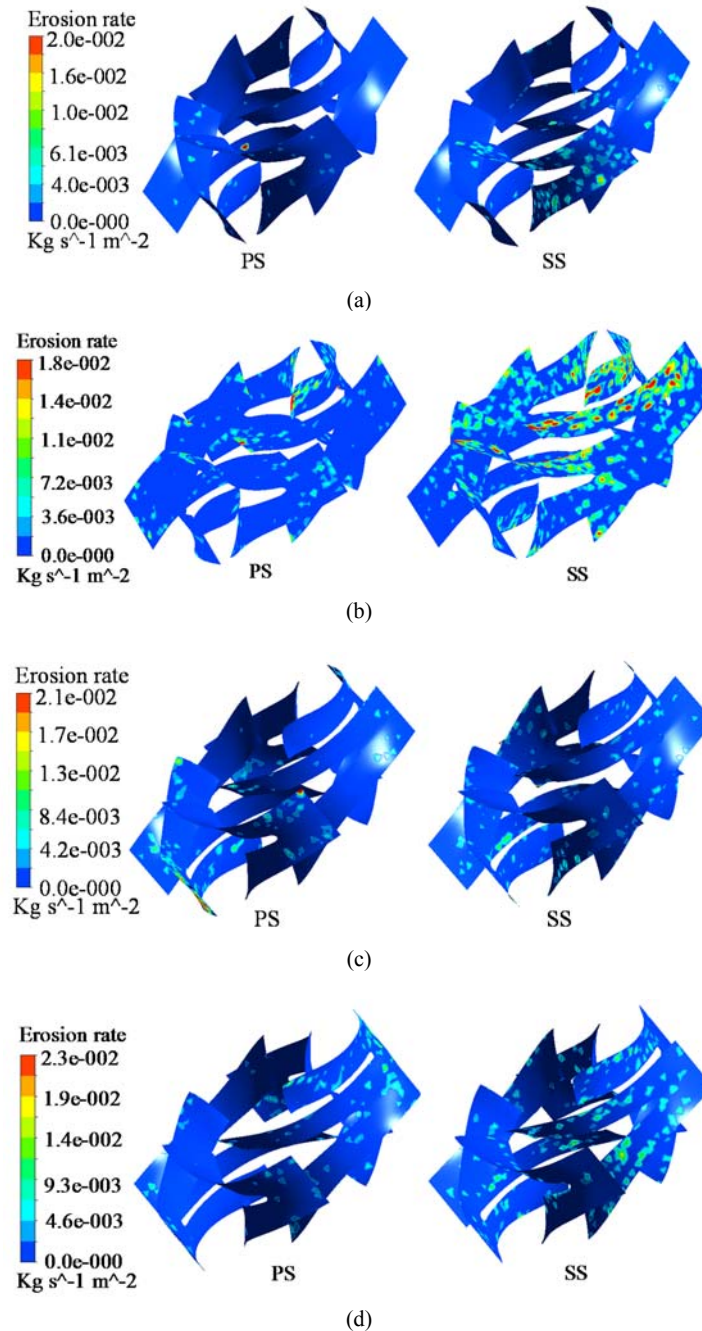 Erosion rate
2.0e-002
1.6e-002
1.0e-002
6.1e-003
4.0e-003
0.0e-000
Kg s^-1 m^-2
PS
SS
(a)
Erosion rate
1.8e-002
1.4e-002
1.1e-002
7.2e-003
3.6e-003
0.0e-000
Kg s^-1 m^-2
PS
SS
(b)
Erosion rate
2.1e-002
1.7e-002
1.3e-002
8.4e-003
4.2e-003
0.0e-000
Kg s^-1 m^-2
PS
SS
(c)
Erosion rate
2.3e-002
1.9e-002
1.4e-002
9.3e-003
4.6e-003
0.0e-000
Kg s^-1 m^-2
PS
SS
(d)